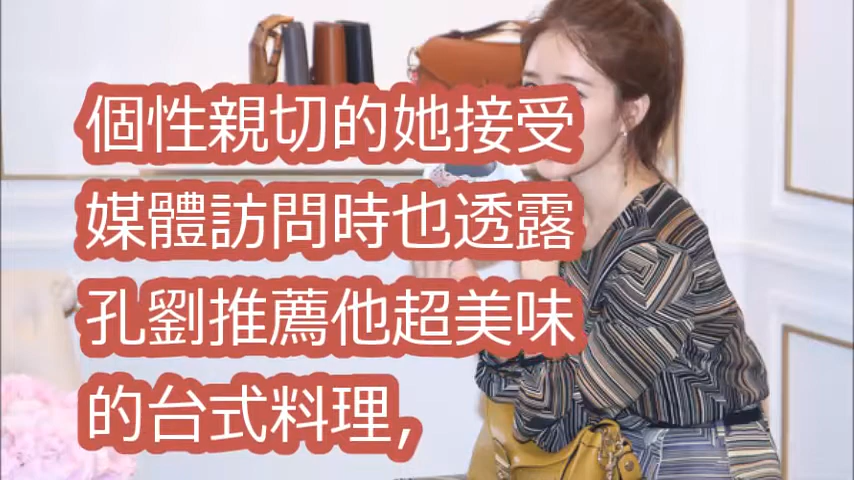 個性親切的她接受
媒體訪問時也透露
孔劉推薦他超美味
的台式料理,